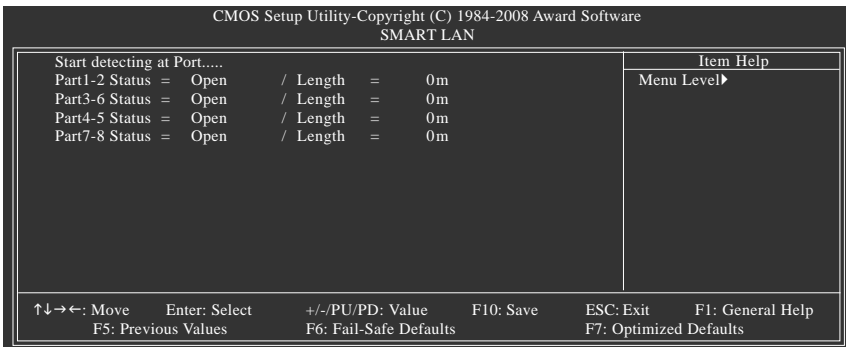 CMOS Setup Utility-Copyright (C) 1984-2008 Award Software
SMART LAN
Start detecting at Port.....
Part1-2 Status = Open / Length = 0m
Part3-6 Status = Open / Length = 0m
Part4-5 Status = Open / Length = 0m
Part7-8 Status = Open / Length = 0m
Item Help
Menu Level▶
↑↓→←: Move Enter: Select +/-/PU/PD: Value F10: Save ESC: Exit F1: General Help
F5: Previous Values F6: Fail-Safe Defaults F7: Optimized Defaults